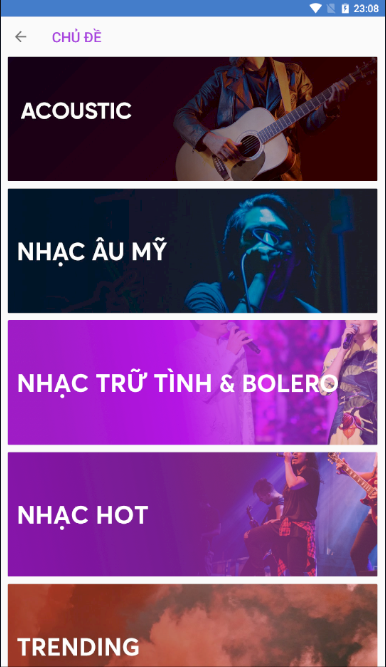 23:08
CHỦ ĐỀ
ACOUSTIC
NHẠC ÂU MỸ
NHẠC TRỮ TÌNH & BOLERO
NHẠC HOT
TRENDING